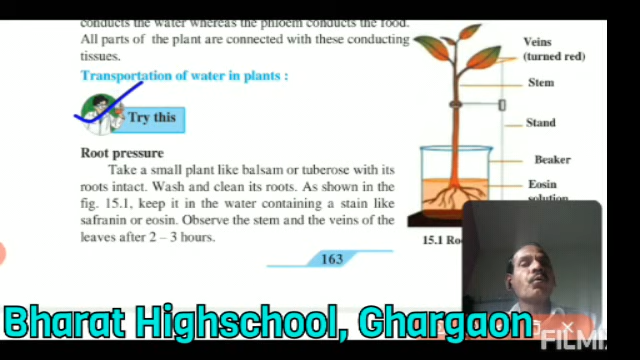 conducts the water whereas the phloem conducts the food.
All parts of the plant are connected with these conducting
tissues.
Transportation of water in plants :
Try this
Root pressure
Take a small plant like balsam or tuberose with its
roots intact. Wash and clean its roots. As shown in the
fig. 15.1, keep it in the water containing a stain like
safranin or eosin. Observe the stem and the veins of the
leaves after 2 – 3 hours.
163
Veins
(turned red)
Stem
Stand
Beaker
Eosin
solution
15.1
Bharat Highschool, Ghargaon